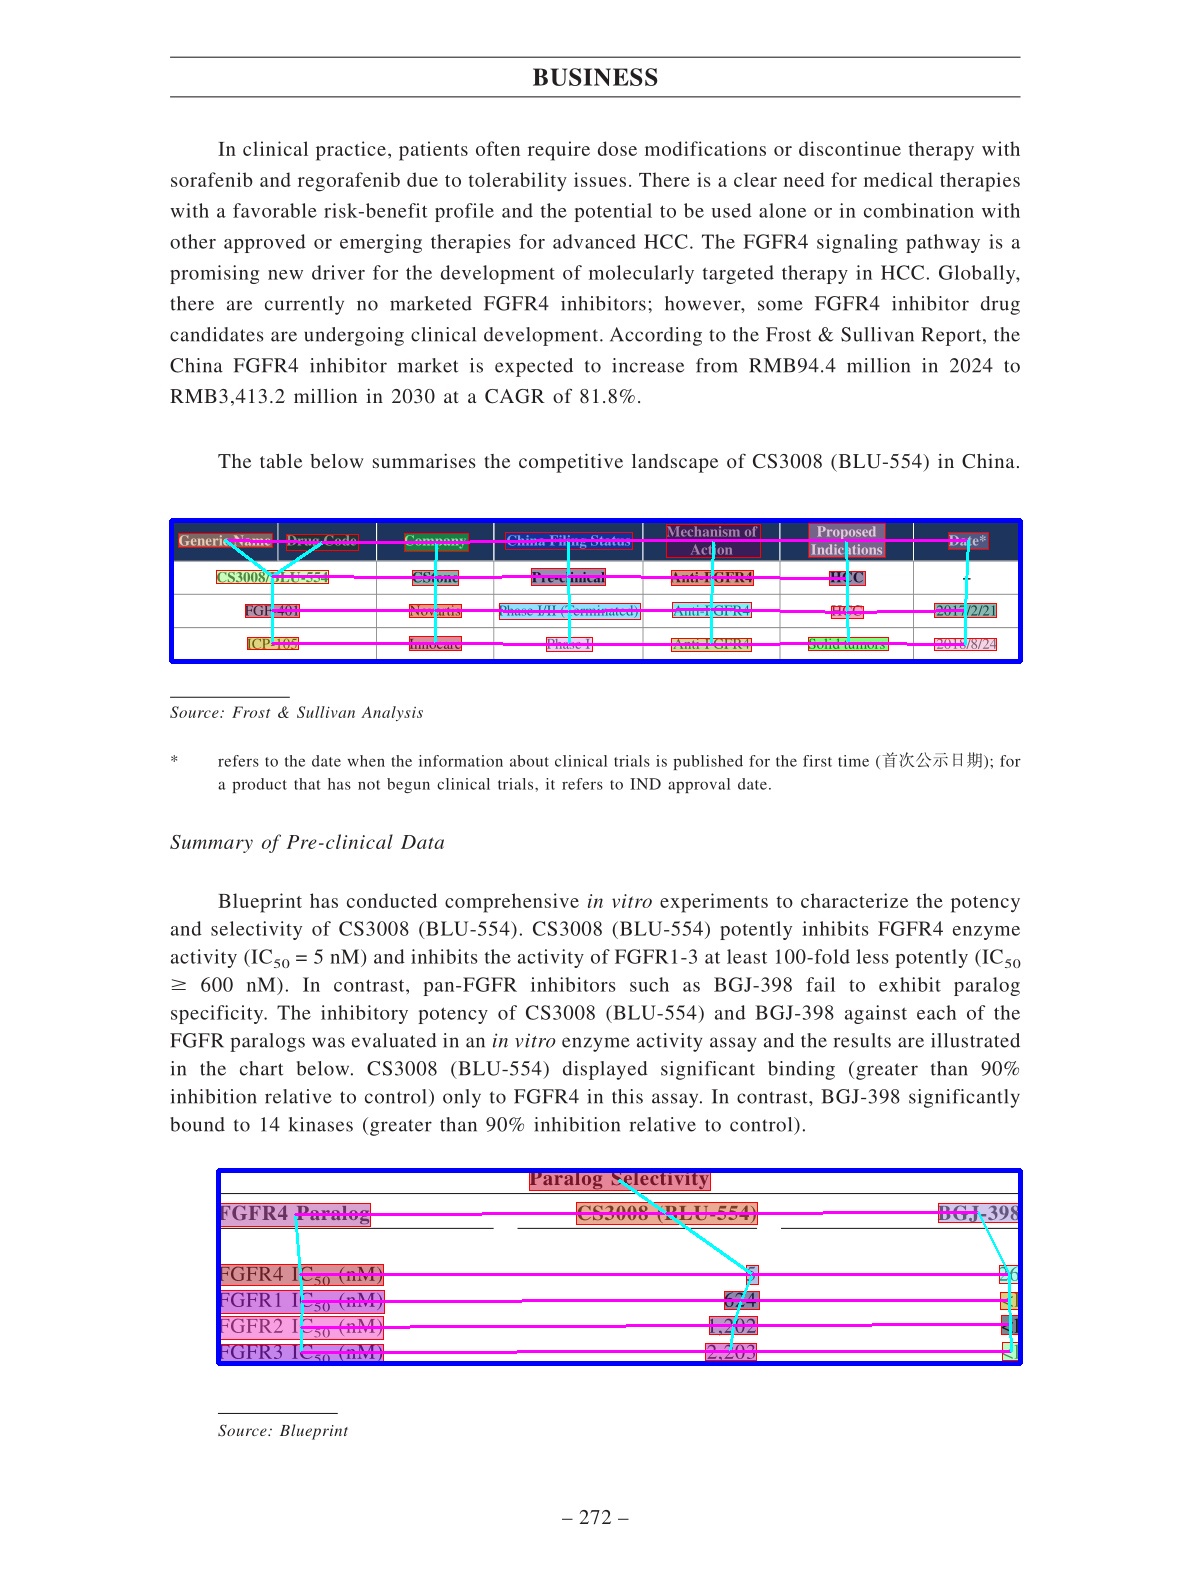 BUSINESS
In clinical practice, patients often require dose modifications or discontinue therapy with
sorafenib and regorafenib due to tolerability issues. There is a clear need for medical therapies
with a favorable risk-benefit profile and the potential to be used alone or in combination with
other approved or emerging therapies for advanced HCC. The FGFR4 signaling pathway is a
promising new driver for the development of molecularly targeted therapy in HCC. Globally,
there are currently no marketed FGFR4 inhibitors; however, some FGFR4 inhibitor drug
candidates are undergoing clinical development. According to the Frost & Sullivan Report, the
China FGFR4 inhibitor market is expected to increase from RMB94.4 million in 2024 to
RMB3,413.2 million in 2030 at a CAGR of 81.8%.
The table below summarises the competitive landscape of CS3008 (BLU-554) in China.
Generic Name Drug Code Company China Filing Status Mechanism of Action Proposed Indications Date*
CS3008/BLU-554 CStone Pre-clinical Anti-FGFR4 HCC –
FGF-401 Novartis Phase I/II (Terminated) Anti-FGFR4 HCC 2017/2/21
ICP-105 Innocare Phase I Anti-FGFR4 Solid tumors 2018/8/24
Source: Frost & Sullivan Analysis
* refers to the date when the information about clinical trials is published for the first time (首次公示日期); for
a product that has not begun clinical trials, it refers to IND approval date.
Summary of Pre-clinical Data
Blueprint has conducted comprehensive in vitro experiments to characterize the potency
and selectivity of CS3008 (BLU-554). CS3008 (BLU-554) potently inhibits FGFR4 enzyme
activity (IC50 = 5 nM) and inhibits the activity of FGFR1-3 at least 100-fold less potently (IC50
≥ 600 nM). In contrast, pan-FGFR inhibitors such as BGJ-398 fail to exhibit paralog
specificity. The inhibitory potency of CS3008 (BLU-554) and BGJ-398 against each of the
FGFR paralogs was evaluated in an in vitro enzyme activity assay and the results are illustrated
in the chart below. CS3008 (BLU-554) displayed significant binding (greater than 90%
inhibition relative to control) only to FGFR4 in this assay. In contrast, BGJ-398 significantly
bound to 14 kinases (greater than 90% inhibition relative to control).
Paralog Selectivity
FGFR4 Paralog CS3008 (BLU-554) BGJ-398
FGFR4 IC50 (nM) 5 26
FGFR1 IC50 (nM) 624
FGFR2 IC50 (nM) 1,202
FGFR3 IC50 (nM) 2,203
Source: Blueprint
– 272 –